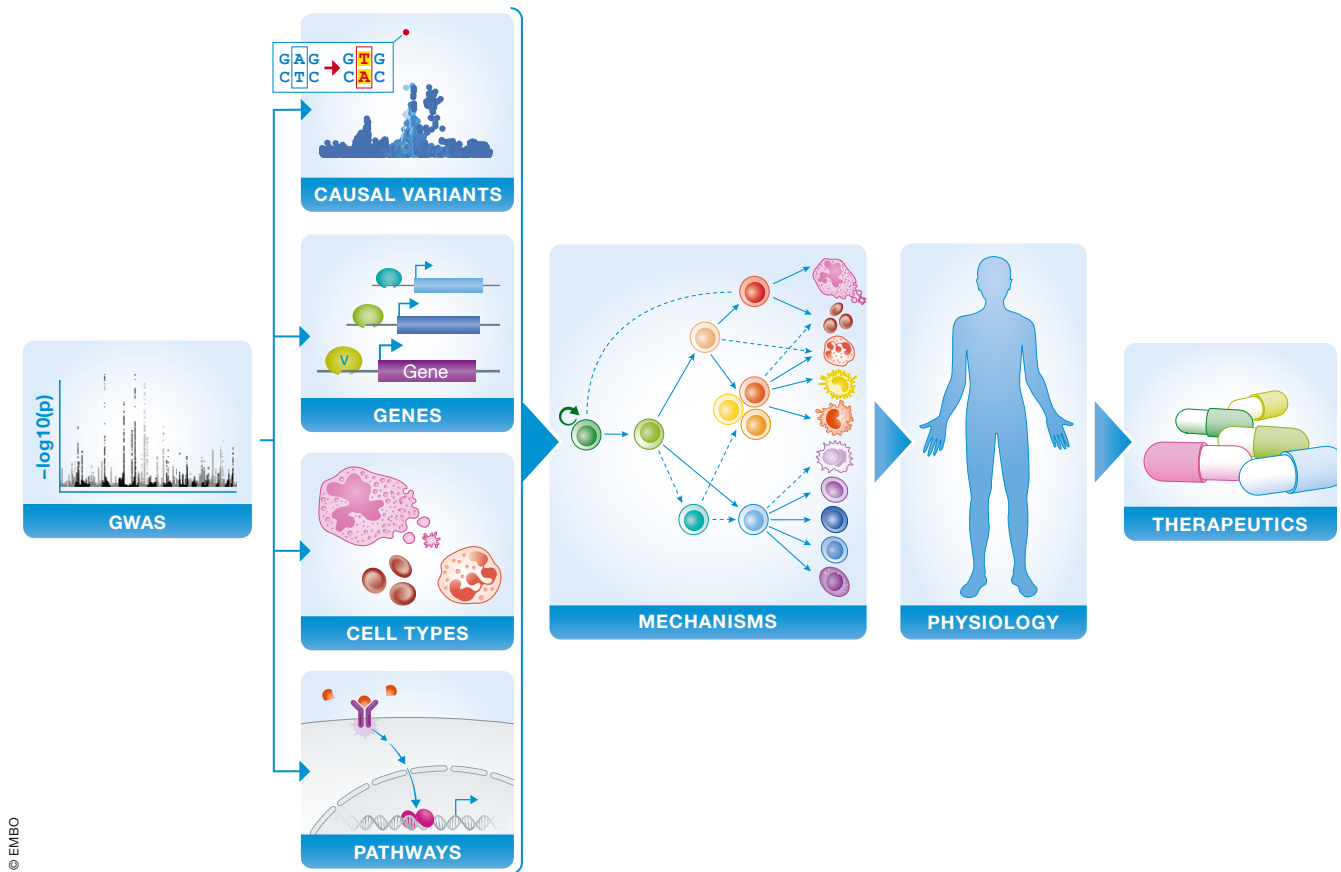 GAG GTG
CTC CAC
CAUSAL VARIANTS
V
Gene
GENES
–log10(p)
GWAS
CELL TYPES
PATHWAYS
MECHANISMS
PHYSIOLOGY
THERAPEUTICS
© EMBO